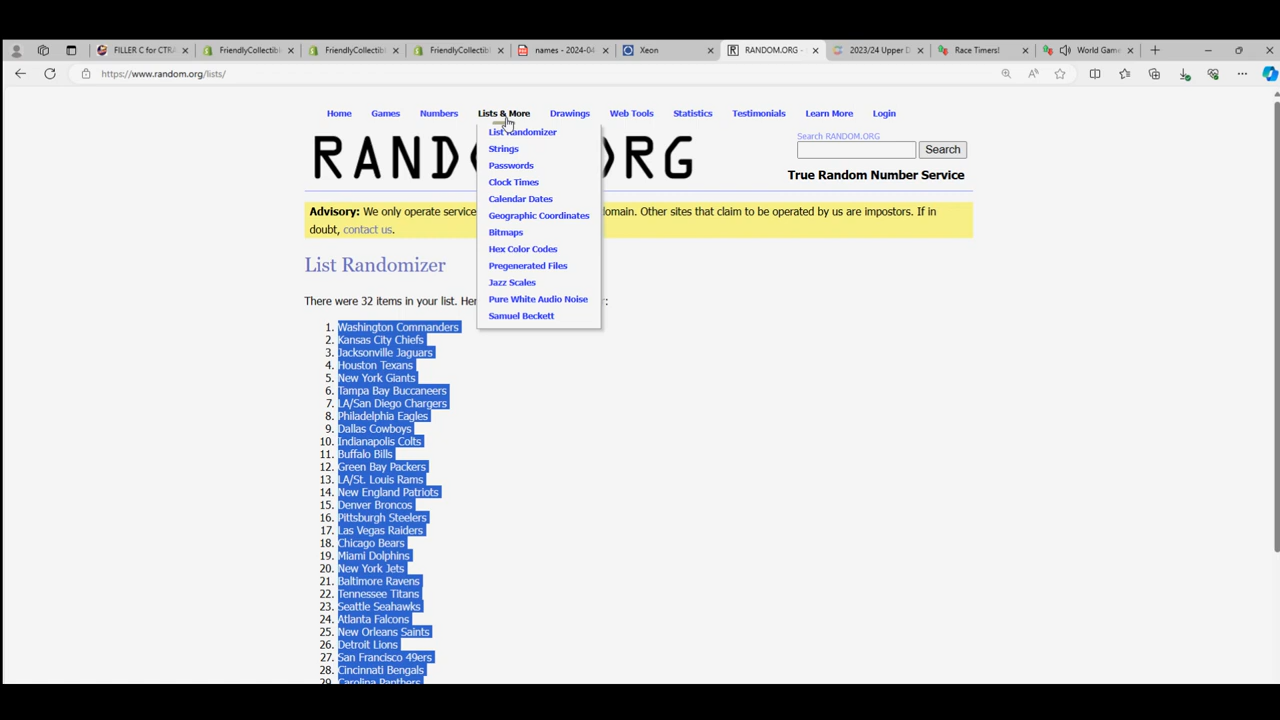 FILLER C for CTRA
FriendlyCollectibl
FriendlyCollectibl
FriendlyCollectibl
names - 2024-04-
Xeon
RANDOM.ORG -
2023/24 Upper D
Race Timers!
World Game
https://www.random.org/lists/
Home
Games
Numbers
Lists & More
Drawings
Web Tools
Statistics
Testimonials
Learn More
Login
List Randomizer
Strings
Passwords
Clock Times
Calendar Dates
Geographic Coordinates
Bitmaps
Hex Color Codes
Pregenerated Files
Jazz Scales
Pure White Audio Noise
Samuel Beckett
Search RANDOM.ORG
Search
RAND RG
True Random Number Service
Advisory: We only operate service omain. Other sites that claim to be operated by us are impostors. If in
doubt, contact us.
List Randomizer
There were 32 items in your list. Her y:
1. Washington Commanders
2. Kansas City Chiefs
3. Jacksonville Jaguars
4. Houston Texans
5. New York Giants
6. Tampa Bay Buccaneers
7. LA/San Diego Chargers
8. Philadelphia Eagles
9. Dallas Cowboys
10. Indianapolis Colts
11. Buffalo Bills
12. Green Bay Packers
13. LA/St. Louis Rams
14. New England Patriots
15. Denver Broncos
16. Pittsburgh Steelers
17. Las Vegas Raiders
18. Chicago Bears
19. Miami Dolphins
20. New York Jets
21. Baltimore Ravens
22. Tennessee Titans
23. Seattle Seahawks
24. Atlanta Falcons
25. New Orleans Saints
26. Detroit Lions
27. San Francisco 49ers
28. Cincinnati Bengals
29. Carolina Panthers